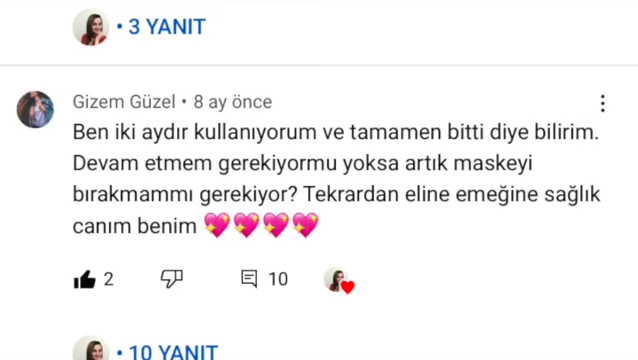 • 3 YANIT
Gizem Güzel • 8 ay önce
Ben iki aydır kullanıyorum ve tamamen bitti diye bilirim.
Devam etmem gerekiyormu yoksa artık maskeyi
bırakmammı gerekiyor? Tekrardan eline emeğine sağlık
canım benim 💖💖💖💖
2 10
• 10 YANIT